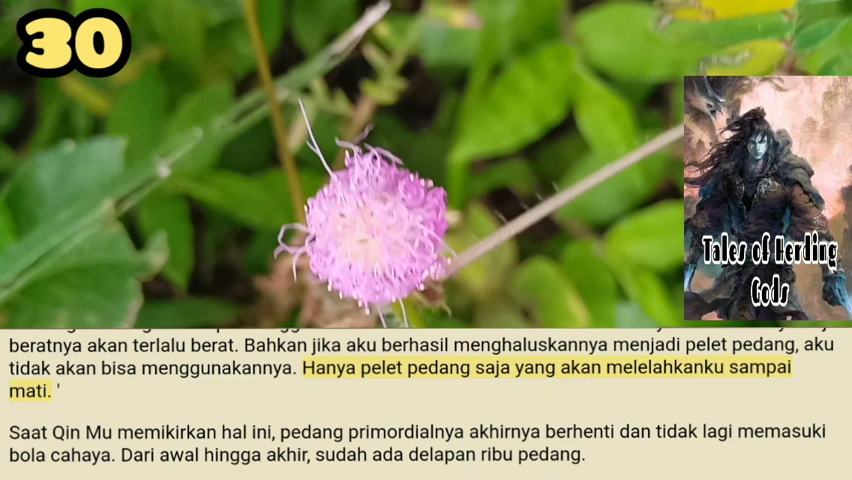 30
Tales of Herding
Gods
beratnya akan terlalu berat. Bahkan jika aku berhasil menghaluskannya menjadi pelet pedang, aku
tidak akan bisa menggunakannya. Hanya pelet pedang saja yang akan melelahkanku sampai
mati. '
Saat Qin Mu memikirkan hal ini, pedang primordialnya akhirnya berhenti dan tidak lagi memasuki
bola cahaya. Dari awal hingga akhir, sudah ada delapan ribu pedang.